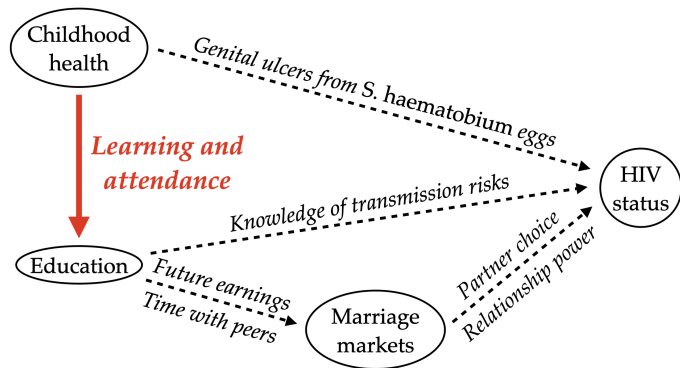 Childhood
health
Genital ulcers from S. haematobium eggs
Learning and
attendance
Knowledge of transmission risks
HIV
status
Education
Future earnings
Time with peers
Partner choice
Relationship power
Marriage
markets